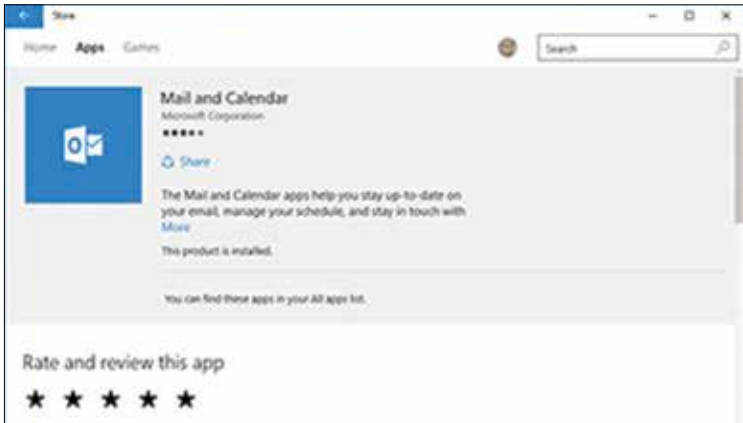 Store
Home Apps Games
Search
Mail and Calendar
Microsoft Corporation
Share
The Mail and Calendar apps help you stay up-to-date on
your email, manage your schedule, and stay in touch with
More
This product is installed.
You can find these apps in your All apps list.
Rate and review this app